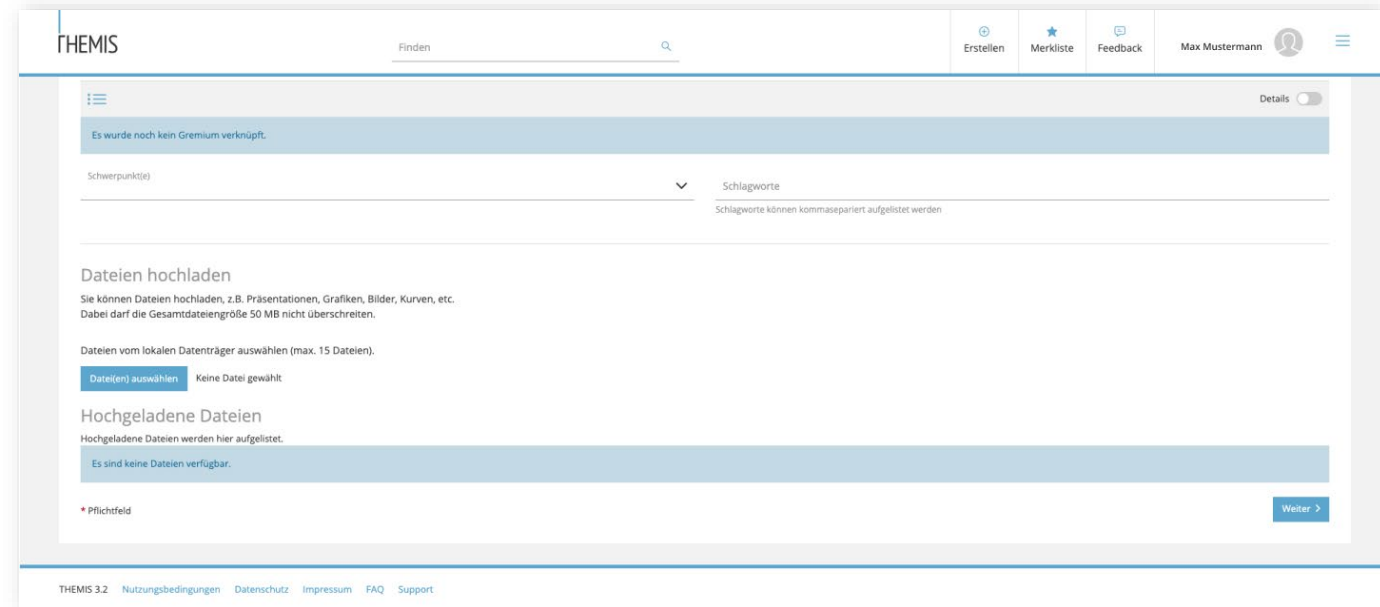 THEMIS
Finden
Erstellen
Merkliste
Feedback
Max Mustermann
Details
Es wurde noch kein Gremium verknüpft.
Schwerpunkt(e)
Schlagworte
Schlagworte können kommasepariert aufgelistet werden
Dateien hochladen
Sie können Dateien hochladen, z.B. Präsentationen, Grafiken, Bilder, Kurven, etc.
Dabei darf die Gesamtdateiengröße 50 MB nicht überschreiten.
Dateien vom lokalen Datenträger auswählen (max. 15 Dateien).
Datei(en) auswählen Keine Datei gewählt
Hochgeladene Dateien
Hochgeladene Dateien werden hier aufgelistet.
Es sind keine Dateien verfügbar.
* Pflichtfeld
Weiter
THEMIS 3.2 Nutzungsbedingungen Datenschutz Impressum FAQ Support